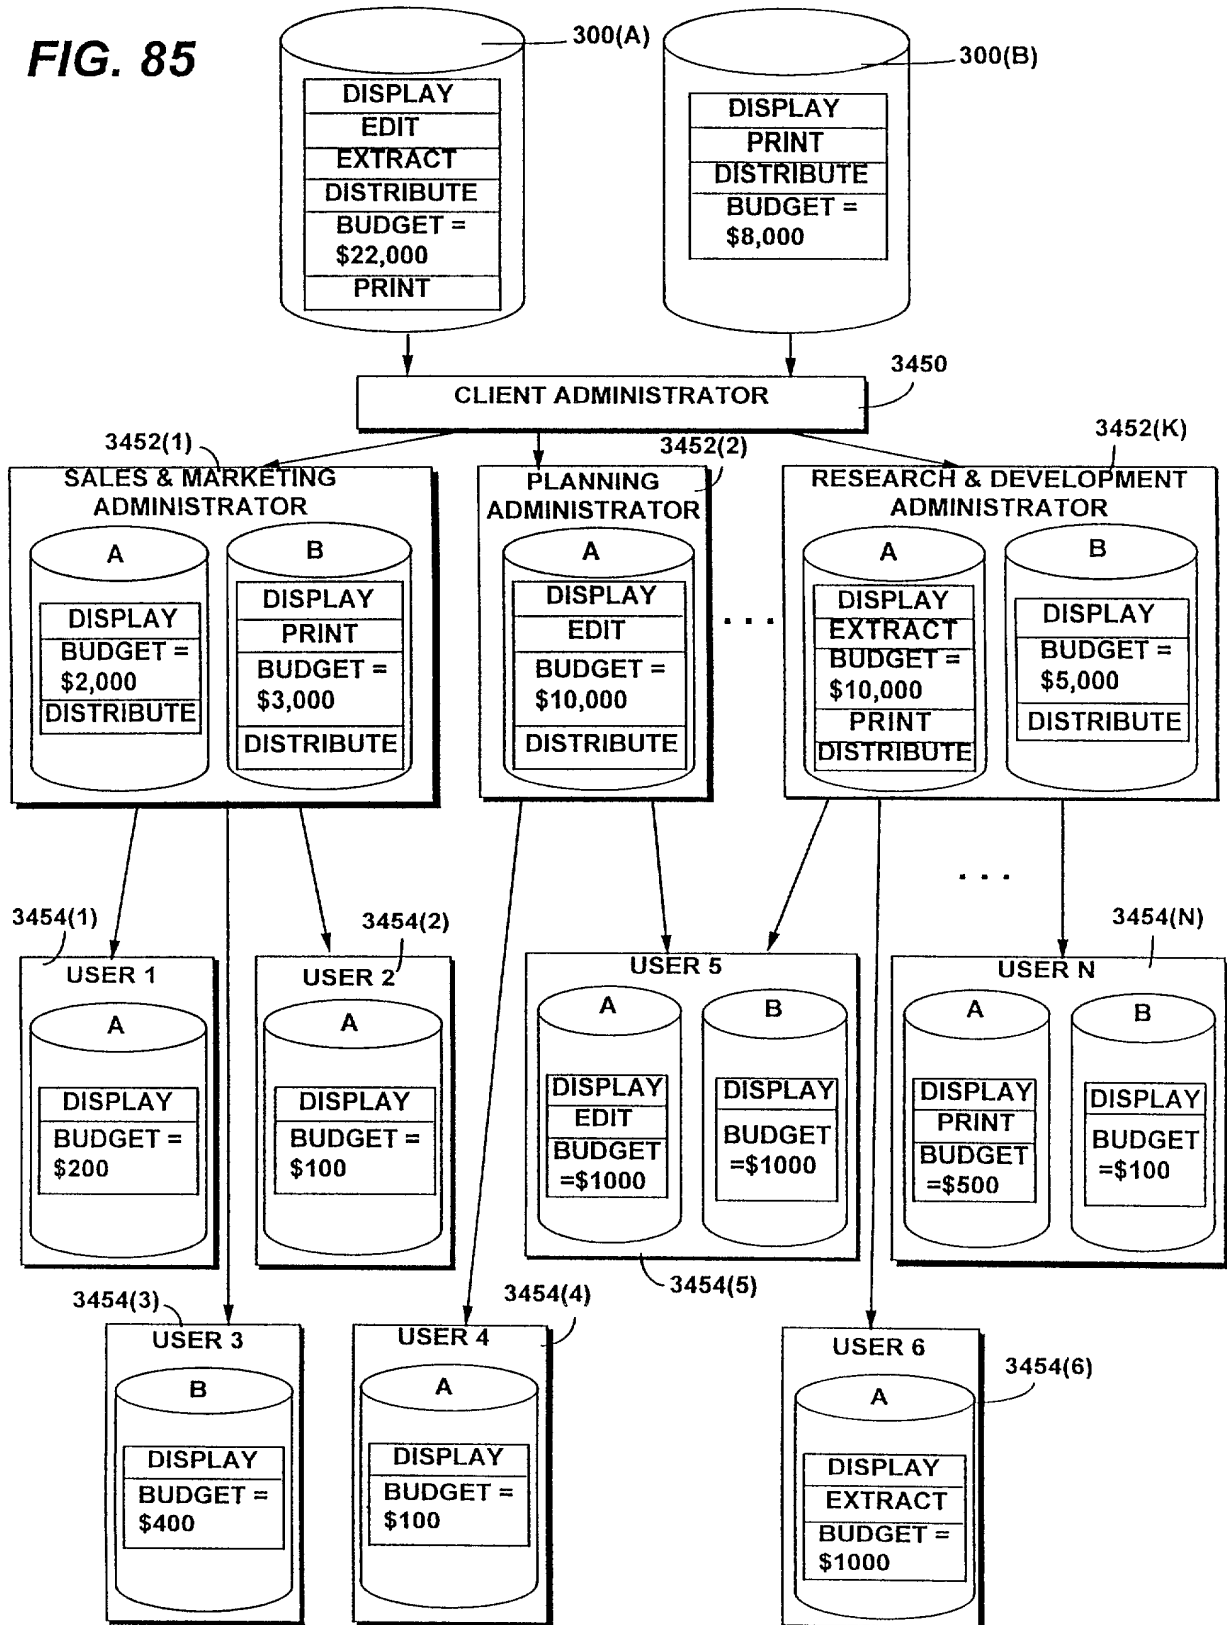 FIG. 85
300(A)
DISPLAY
EDIT
EXTRACT
DISTRIBUTE
BUDGET =
$22,000
PRINT
300(B)
DISPLAY
PRINT
DISTRIBUTE
BUDGET =
$8,000
CLIENT ADMINISTRATOR
3450
3452(1)
SALES & MARKETING
ADMINISTRATOR
A
DISPLAY
BUDGET =
$2,000
DISTRIBUTE
B
DISPLAY
PRINT
BUDGET =
$3,000
DISTRIBUTE
3452(2)
PLANNING
ADMINISTRATOR
A
DISPLAY
EDIT
BUDGET =
$10,000
DISTRIBUTE
. . .
3452(K)
RESEARCH & DEVELOPMENT
ADMINISTRATOR
A
DISPLAY
EXTRACT
BUDGET =
$10,000
PRINT
DISTRIBUTE
B
DISPLAY
BUDGET =
$5,000
DISTRIBUTE
. . .
3454(1)
USER 1
A
DISPLAY
BUDGET =
$200
3454(2)
USER 2
A
DISPLAY
BUDGET =
$100
USER 5
A
DISPLAY
EDIT
BUDGET
=$1000
B
DISPLAY
BUDGET
=$1000
3454(5)
3454(N)
USER N
A
DISPLAY
PRINT
BUDGET
=$500
B
DISPLAY
BUDGET
=$100
3454(3)
USER 3
B
DISPLAY
BUDGET =
$400
3454(4)
USER 4
A
DISPLAY
BUDGET =
$100
USER 6
3454(6)
A
DISPLAY
EXTRACT
BUDGET =
$1000